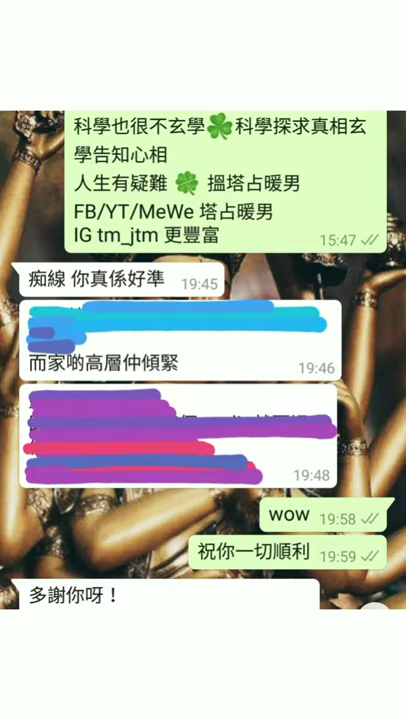 科學也很不玄學🍀科學探求真相玄
學告知心相
人生有疑難 🍀 搵塔占暖男
FB/YT/MeWe 塔占暖男
IG tm_jtm 更豐富
15:47
痴線 你真係好準
19:45
而家啲高層仲傾緊
19:46
19:48
wow
19:58
祝你一切順利
19:59
多謝你呀！